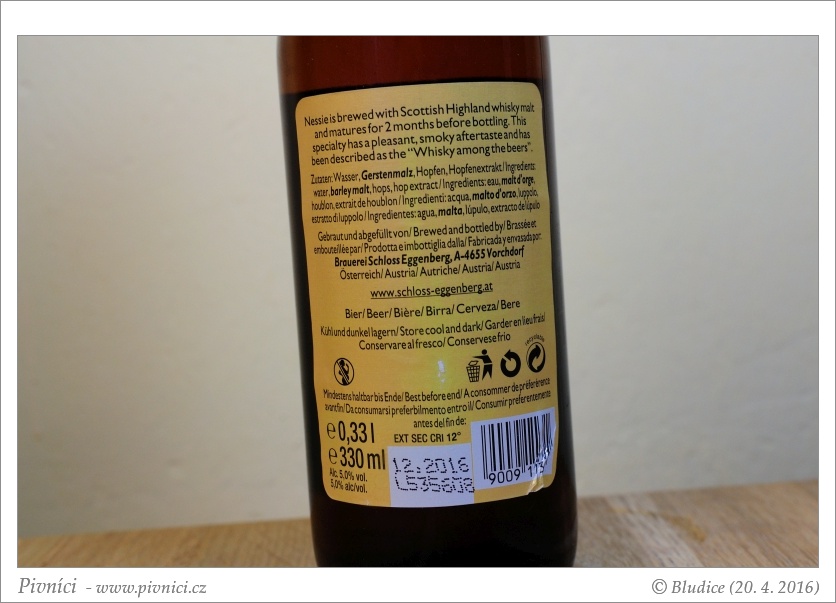 Nessie is brewed with Scottish Highland whisky malt
and matures for 2 months before bottling. This
specialty has a pleasant, smoky aftertaste and has
been described as the "Whisky among the beers".
Zutaten: Wasser, Gerstenmalz, Hopfen, Hopfenextrakt / Ingredients:
water, barley malt, hops, hop extract / Ingredients: eau, malt d'orge,
houblon, extrait de houblon / Ingredienti: acqua, malto d'orzo, luppolo,
estratto di luppolo / Ingredientes: agua, malta, lúpulo, extracto de lúpulo
Gebraut und abgefüllt von/ Brewed and bottled by/ Brassée et
embouteillée par/ Prodotta e imbottiglia dalla/ Fabricada y envasada por:
Brauerei Schloss Eggenberg, A-4655 Vorchdorf
Österreich/ Austria/ Autriche/ Austria/ Austria
www.schloss-eggenberg.at
Bier/ Beer/ Bière/ Birra/ Cerveza/ Bere
Kühl und dunkel lagern/ Store cool and dark/ Garder en lieu frais/
Conservare al fresco/ Conservese frio
recyclable
Mindestens haltbar bis Ende/ Best before end/ A consommer de préferérence
avant fin/ Da consumarsi preferbilmento entro il/ Consumir preferentemente
antes del fin de:
e 0,33 l
EXT SEC CRI 12°
e 330 ml
12.2016
Alc. 5.0% vol.
5,0% alc/vol.
L535608
9009 113
Pivníci - www.pivnici.cz
© Bludice (20. 4. 2016)